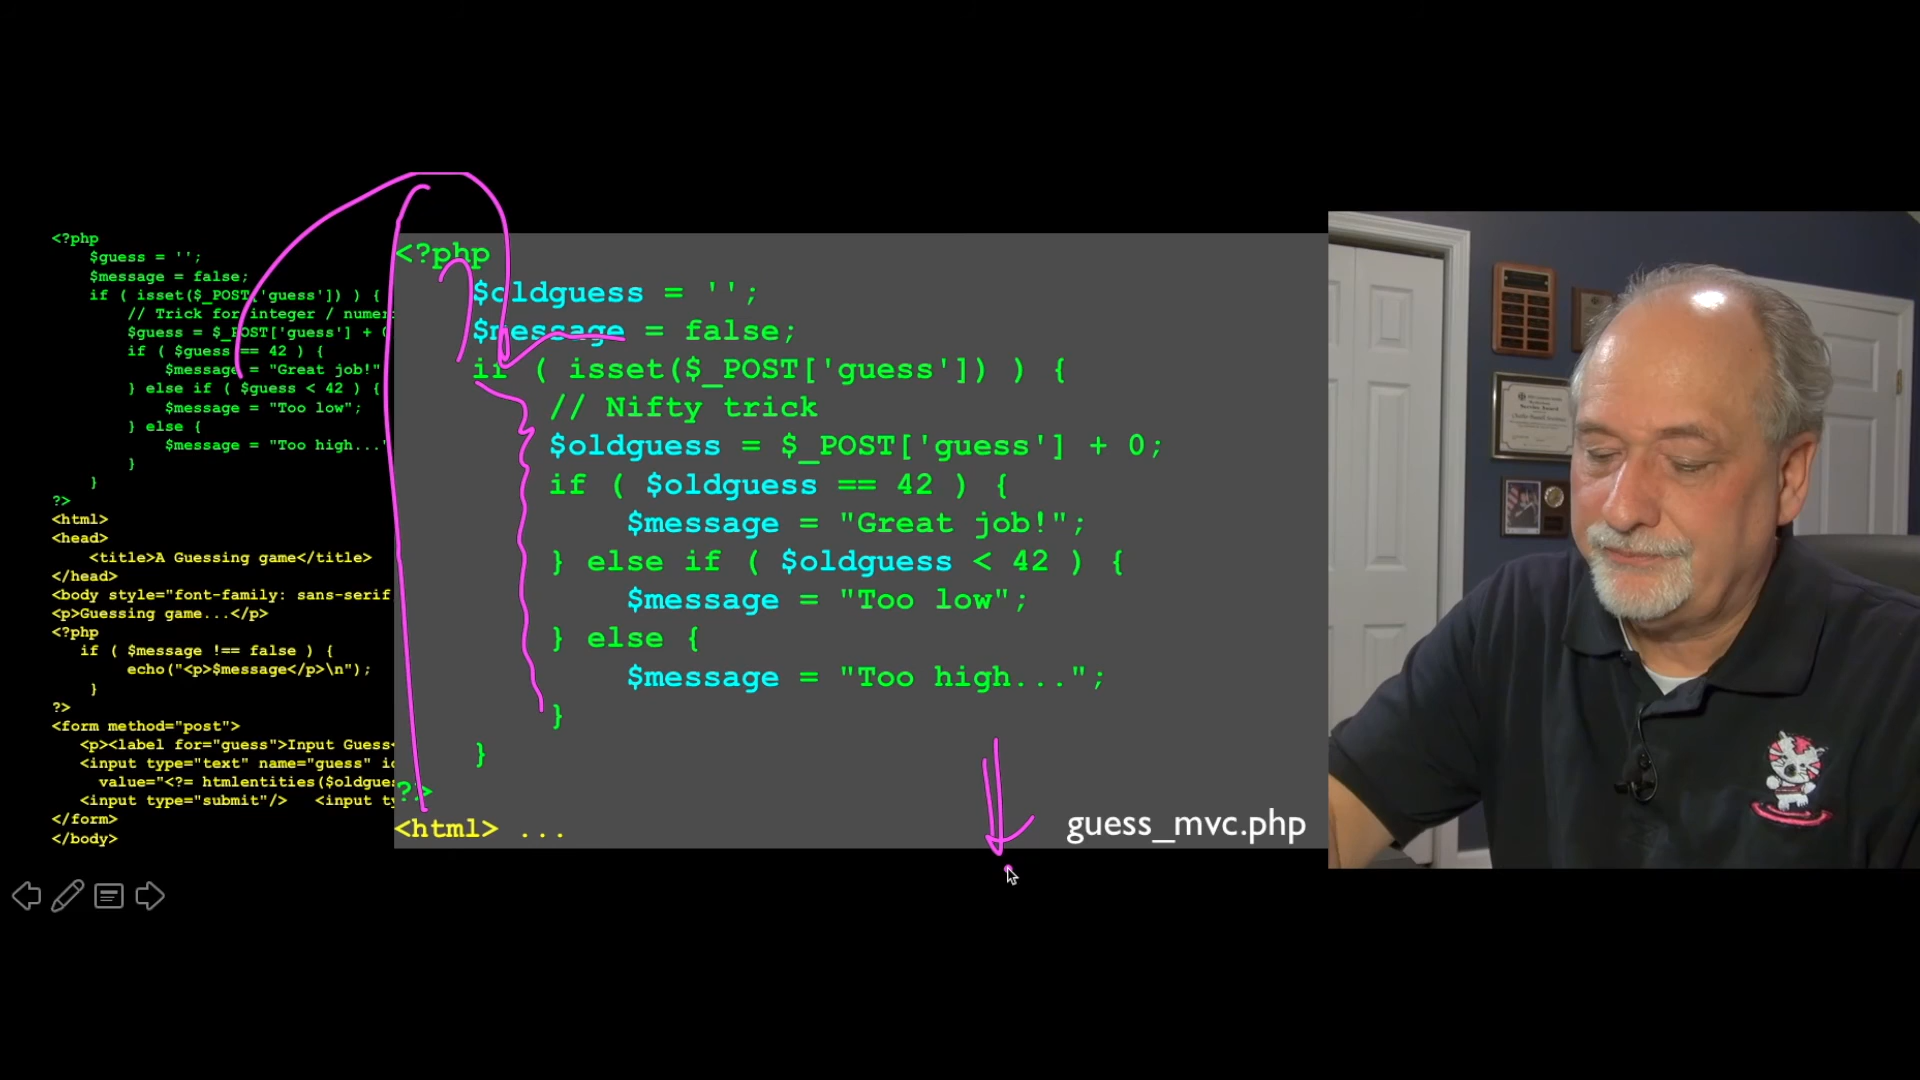 <?php
$guess = '';
$message = false;
if ( isset($_POST['guess']) ) {
// Trick for integer /
$guess = $_POST['guess'] +
if ( $guess == 42 ) {
$message = "Great job!"
} else if ( $guess < 42 ) {
$message = "Too low";
} else {
$message = "Too high...
}
}
?>
<html>
<head>
<title>A Guessing game</title>
</head>
<body style="font-family: sans-serif
<p>Guessing game...</p>
<?php
if ( $message !== false ) {
echo("<p>$message</p>\n");
}
?>
<form method="post">
<p><label for="guess">Input Guess
<input type="text" name="guess"
value="<?= htmlentities(
<input type="submit"/> <input
</form>
</body>
<?php
$oldguess = '';
$message = false;
if ( isset($_POST['guess']) ) {
// Nifty trick
$oldguess = $_POST['guess'] + 0;
if ( $oldguess == 42 ) {
$message = "Great job!";
} else if ( $oldguess < 42 ) {
$message = "Too low";
} else {
$message = "Too high...";
}
}
?>
<html> ...
guess_mvc.php